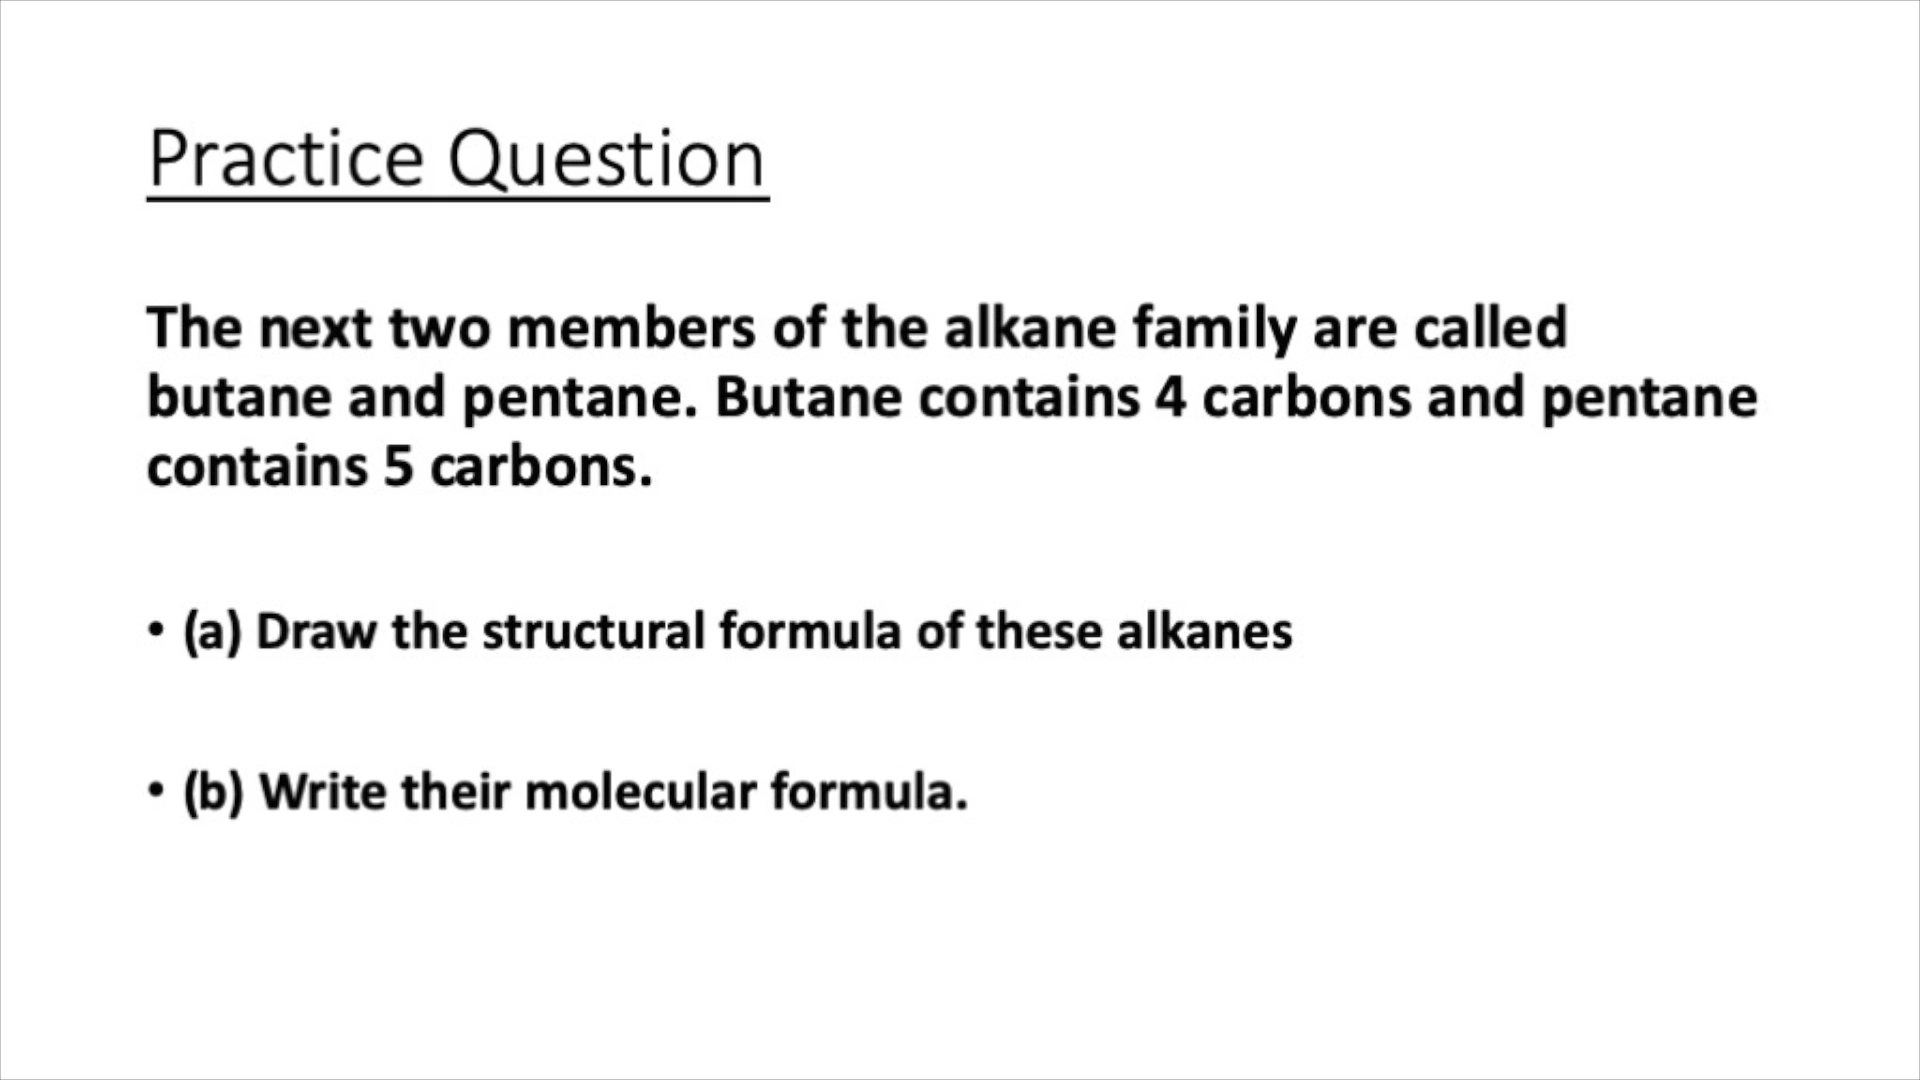 Practice Question
The next two members of the alkane family are called
butane and pentane. Butane contains 4 carbons and pentane
contains 5 carbons.
• (a) Draw the structural formula of these alkanes
• (b) Write their molecular formula.